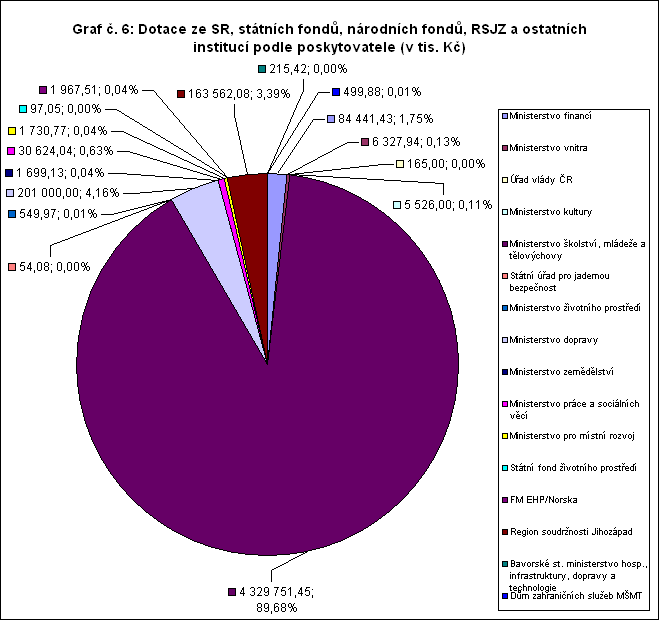 Graf č. 6: Dotace ze SR, státních fondů, národních fondů, RSJZ a ostatních
institucí podle poskytovatele (v tis. Kč)
215,42; 0,00%
1 967,51; 0,04%
163 562,08; 3,39%
499,88; 0,01%
97,05; 0,00%
84 441,43; 1,75%
1 730,77; 0,04%
6 327,94; 0,13%
30 624,04; 0,63%
165,00; 0,00%
1 699,13; 0,04%
201 000,00; 4,16%
5 526,00; 0,11%
549,97; 0,01%
54,08; 0,00%
4 329 751,45;
89,68%
Ministerstvo financí
Ministerstvo vnitra
Úřad vlády ČR
Ministerstvo kultury
Ministerstvo školství, mládeže a
tělovýchovy
Státní úřad pro jadernou
bezpečnost
Ministerstvo životního prostředí
Ministerstvo dopravy
Ministerstvo zemědělství
Ministerstvo práce a sociálních
věcí
Ministerstvo pro místní rozvoj
Státní fond životního prostředí
FM EHP/Norska
Region soudržnosti Jihozápad
Bavorské st. ministerstvo hosp.,
infrastruktury, dopravy a
technologie
Dům zahraničních služeb MŠMT